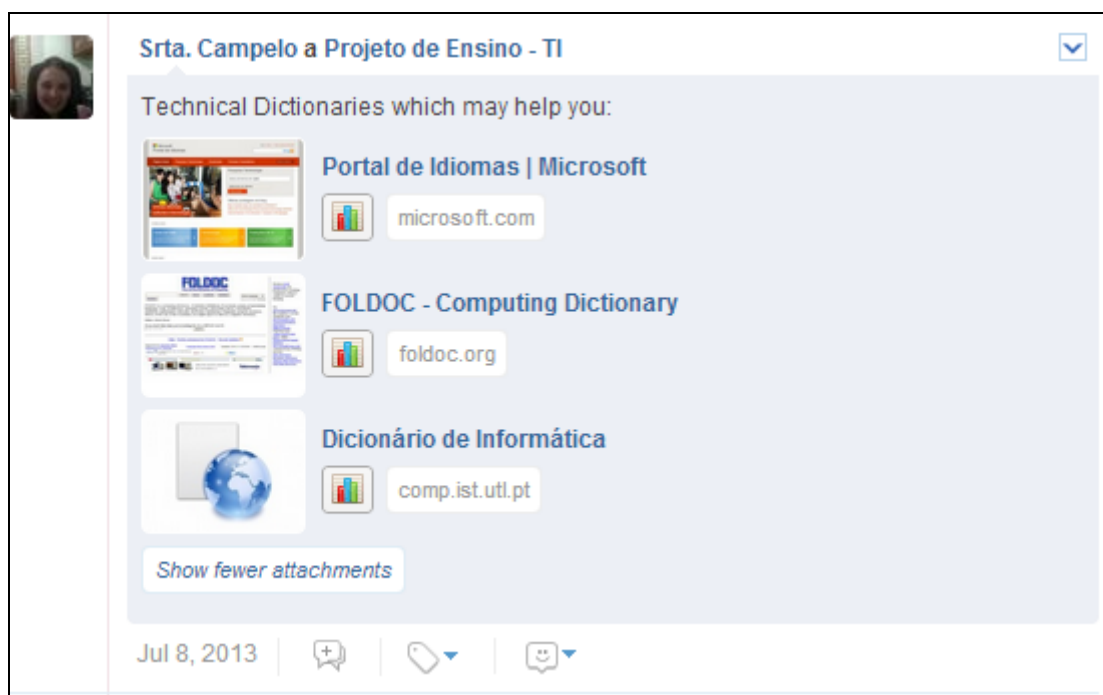 Srta. Campelo a Projeto de Ensino - TI
Technical Dictionaries which may help you:
Portal de Idiomas | Microsoft
microsoft.com
FOLDOC
FOLDOC - Computing Dictionary
foldoc.org
Dicionário de Informática
comp.ist.utl.pt
Show fewer attachments
Jul 8, 2013